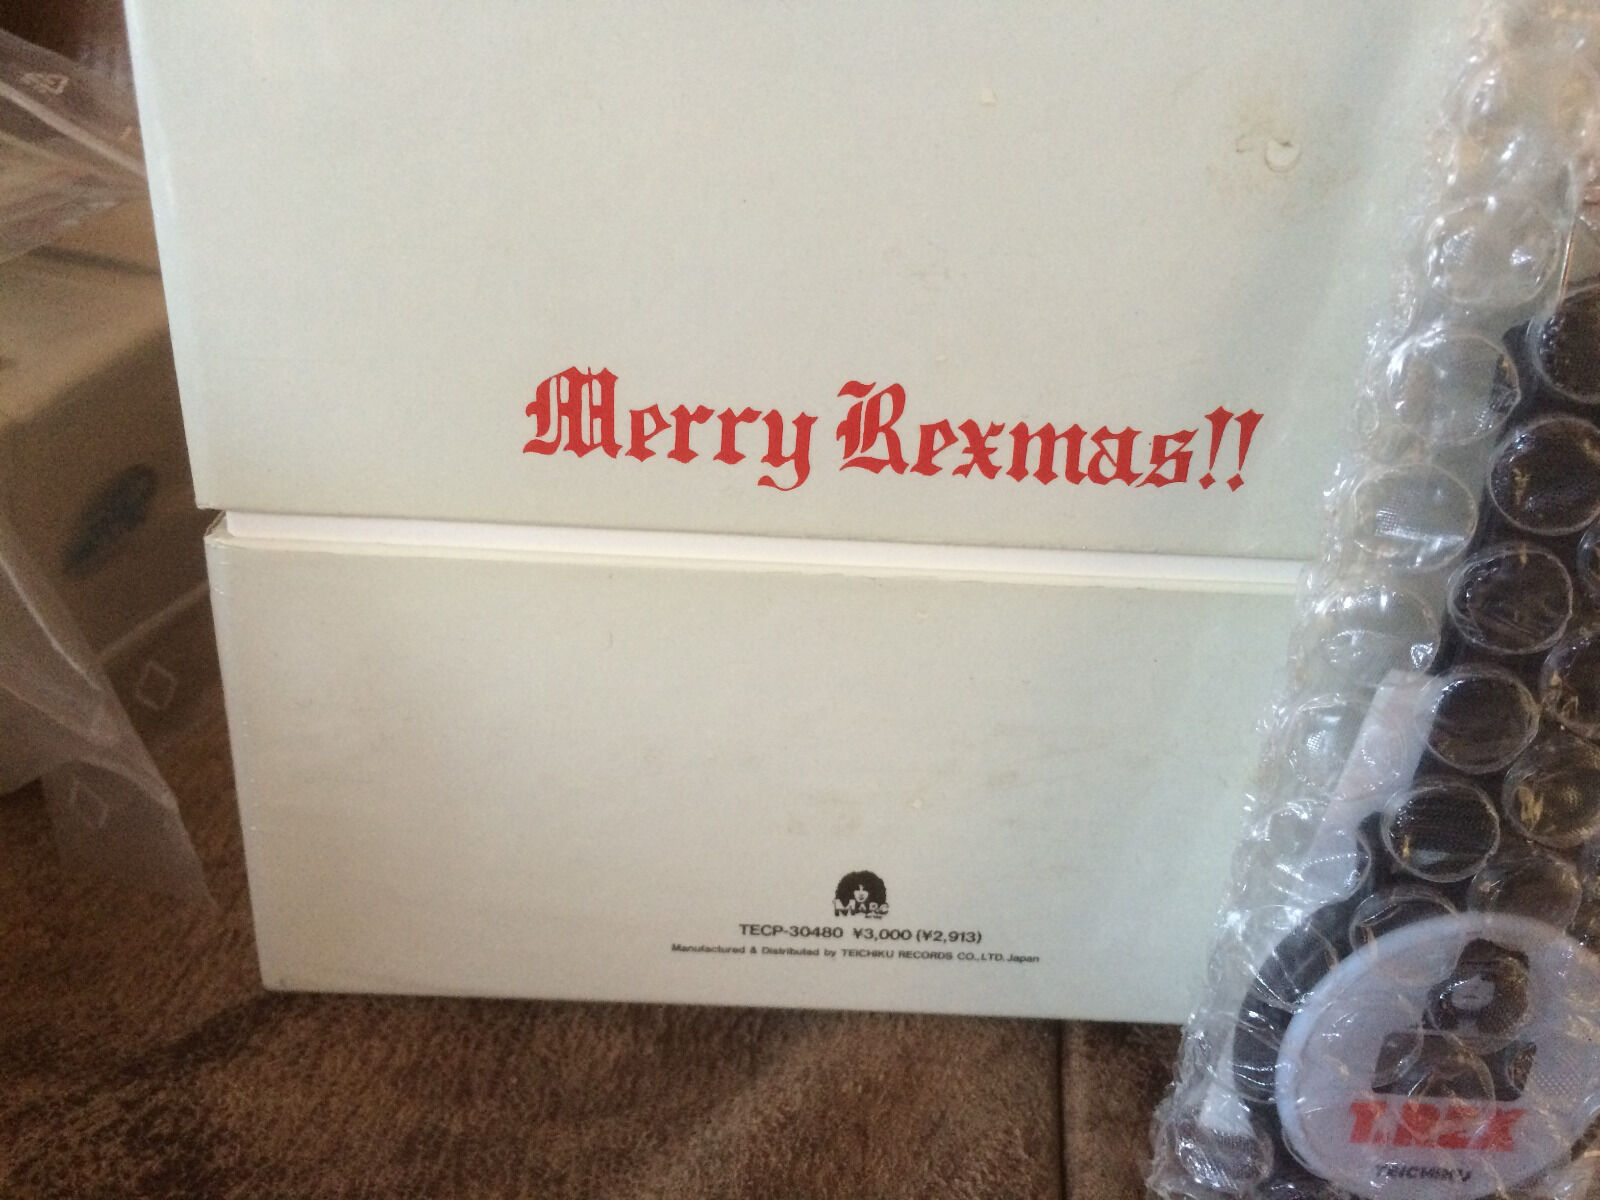 Merry Rexmas!!
MARC
TECP-30480 ¥3,000 (¥2,913)
Manufactured & Distributed by TEICHIKU RECORDS CO.,LTD. Japan
T.REX
TEICHIKU